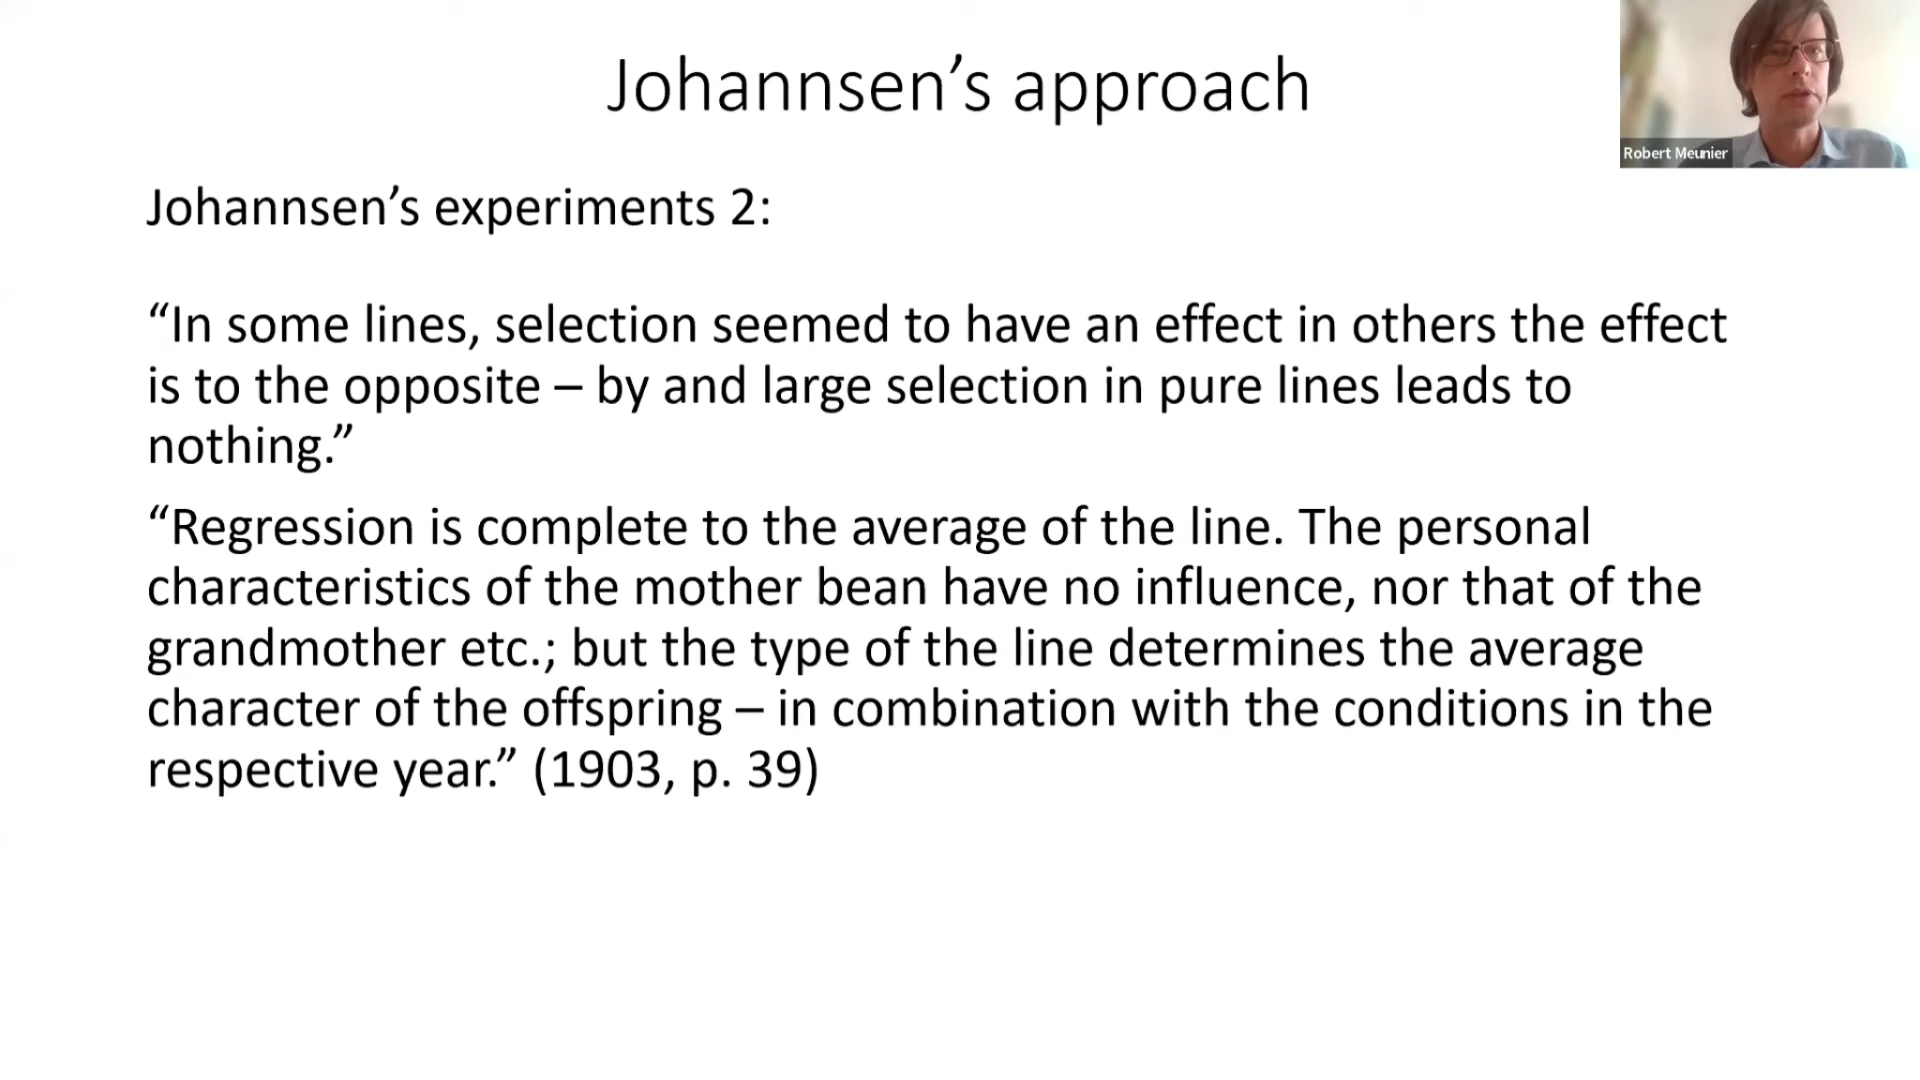 Johannsen’s approach
Robert Meunier
Johannsen’s experiments 2:
“In some lines, selection seemed to have an effect in others the effect
is to the opposite – by and large selection in pure lines leads to
nothing.”
“Regression is complete to the average of the line. The personal
characteristics of the mother bean have no influence, nor that of the
grandmother etc.; but the type of the line determines the average
character of the offspring – in combination with the conditions in the
respective year.” (1903, p. 39)